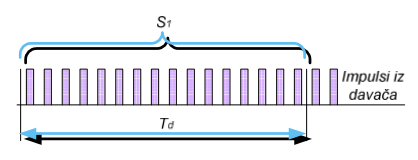 S1
Impulsi iz
davača
Td